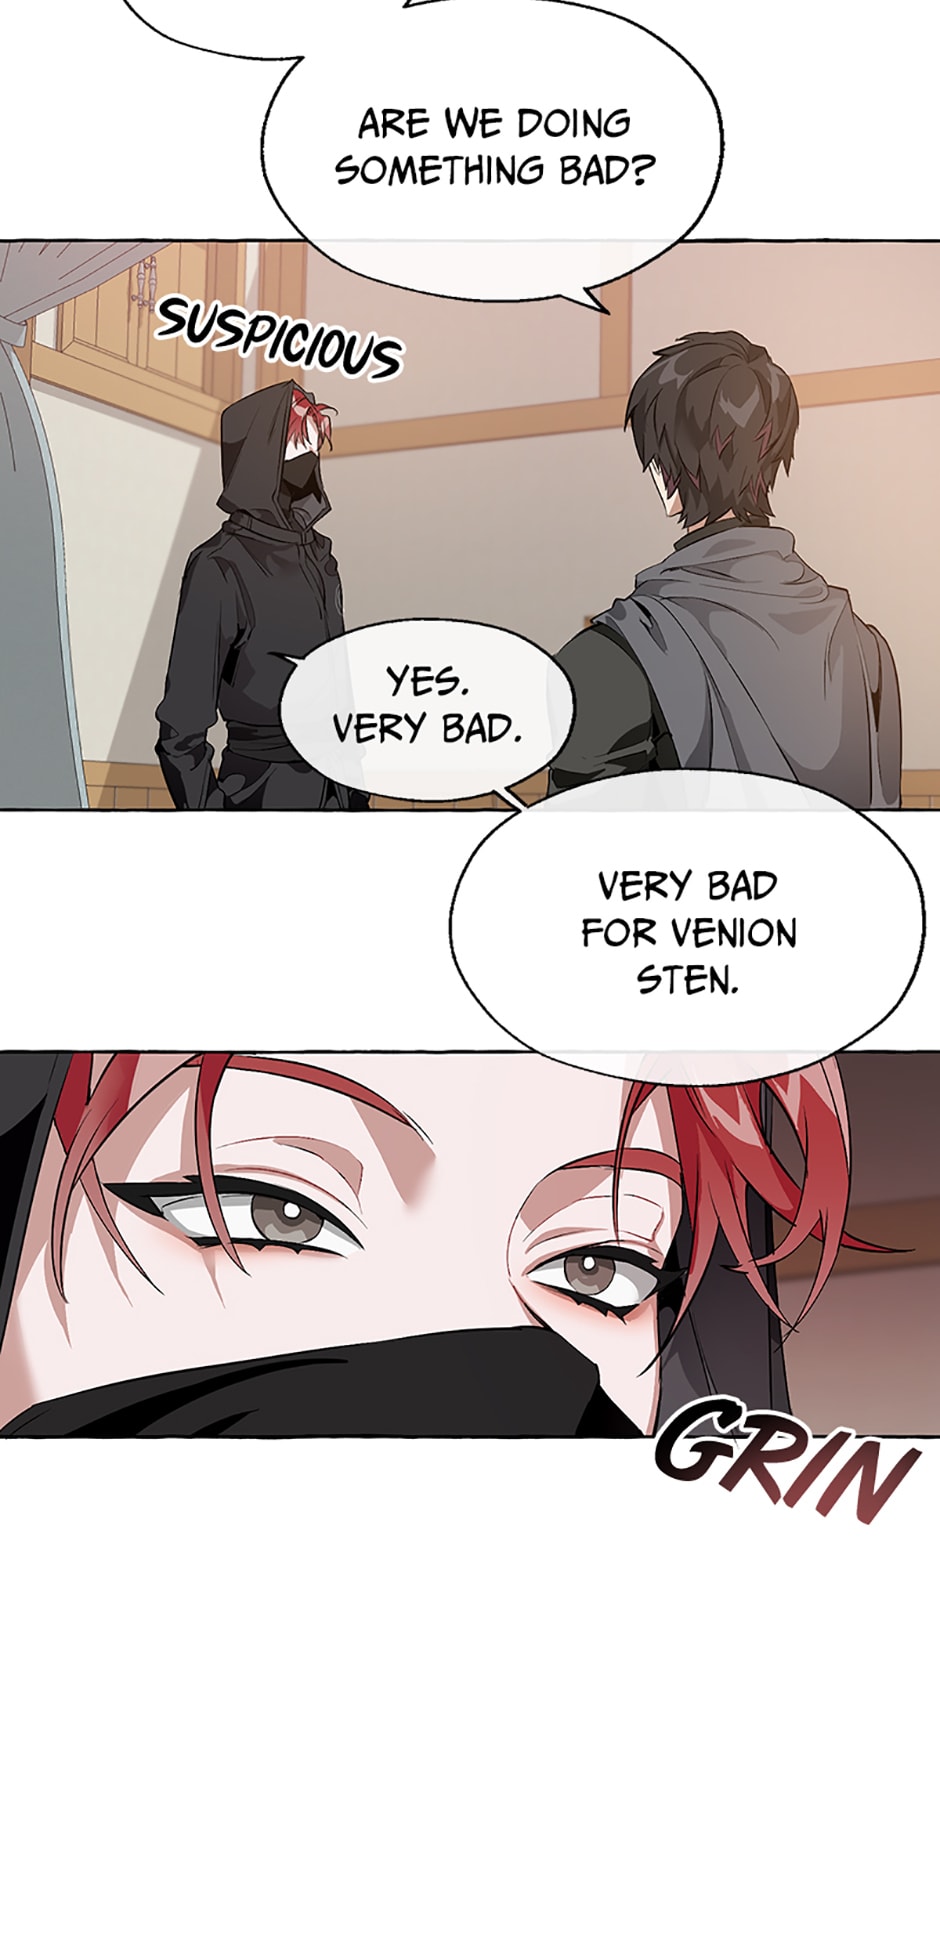 ARE WE DOING
SOMETHING BAD?
SUSPICIOUS
YES.
VERY BAD.
VERY BAD
FOR VENION
STEN.
GRIN